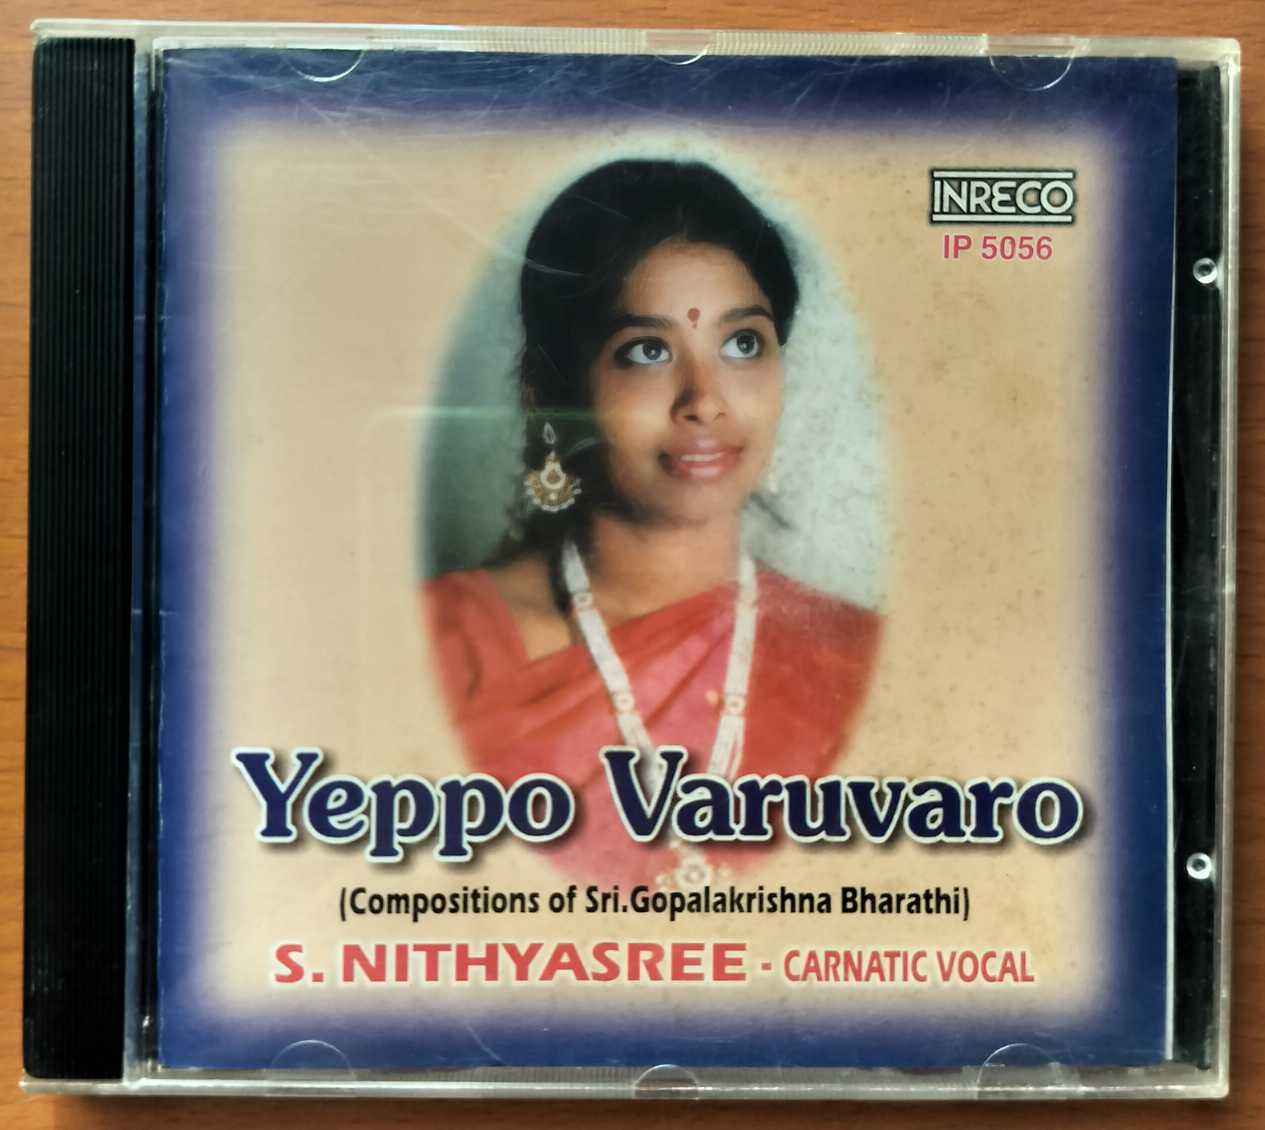 INRECO
IP 5056
Yeppo Varuvaro
(Compositions of Sri.Gopalakrishna Bharathi)
S. NITHYASREE - CARNATIC VOCAL